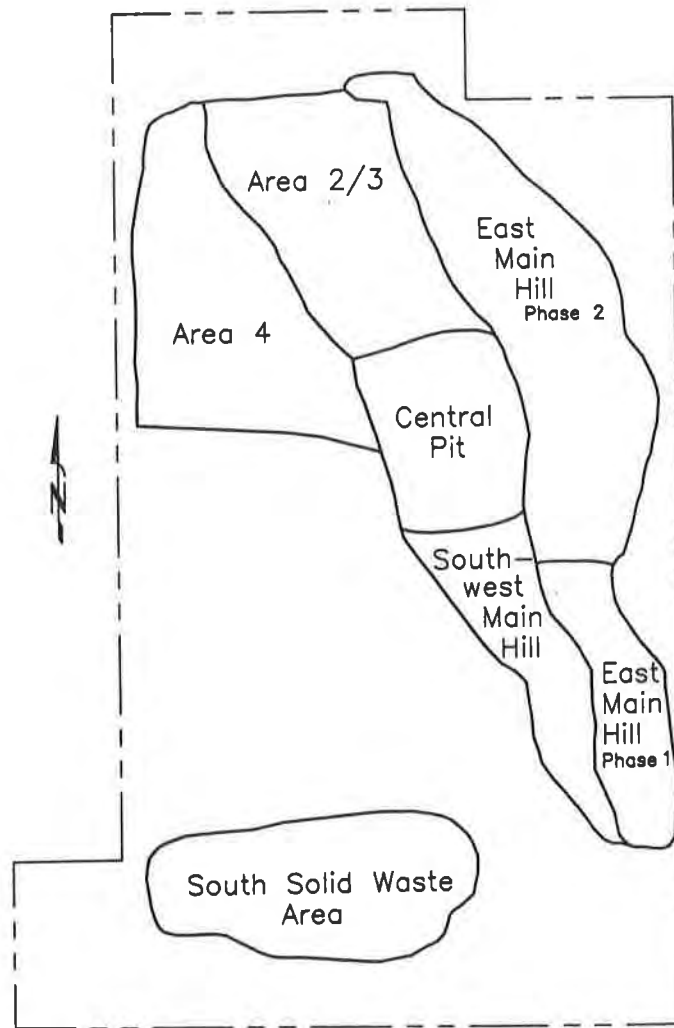 Area 2/3
East
Main
Hill
Phase 2
Area 4
Central
Pit
N
South-
west
Main
Hill
East
Main
Hill
Phase 1
South Solid Waste
Area